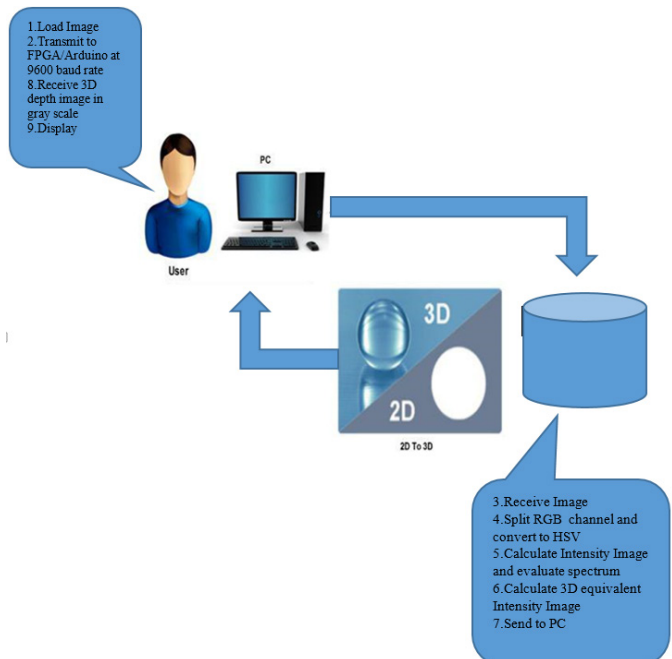 1.Load Image
2.Transmit to
FPGA/Arduino at
9600 baud rate
8.Receive 3D
depth image in
gray scale
9.Display
PC
User
3D
2D
2D To 3D
3.Receive Image
4.Split RGB channel and
convert to HSV
5.Calculate Intensity Image
and evaluate spectrum
6.Calculate 3D equivalent
Intensity Image
7.Send to PC